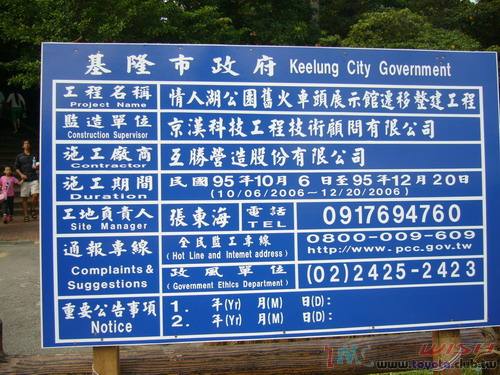 基隆市政府 Keelung City Government
工程名稱 情人湖公園舊火車頭展示館遷移整建工程
Project Name
監造單位 京漢科技工程技術顧問有限公司
Construction Supervisor
施工廠商 互勝營造股份有限公司
Contractor
施工期間 民國95年10月6日至95年12月20日
Duration (10/06/2006－12/20/2006)
工地負責人 張東海 電話 0917694760
Site Manager TEL
通報專線 全民監工專線 0800-009-609
(Hot Line and Internet address) http://www.pcc.gov.tw
Complaints & Suggestions 政風單位 (02)2425-2423
(Government Ethics Department)
重要公告事項 1. 年(Yr) 月(M) 日(D):
Notice 2. 年(Yr) 月(M) 日(D):
www.toyota.club.tw